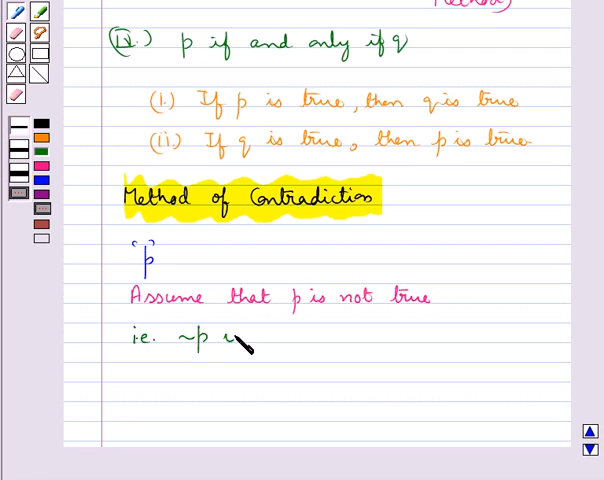 Method)
(IV.) p if and only if q
(i.) If p is true, then q is true
(ii.) If q is true, then p is true.
Method of Contradiction
'p'
Assume that p is not true
i.e. ~p